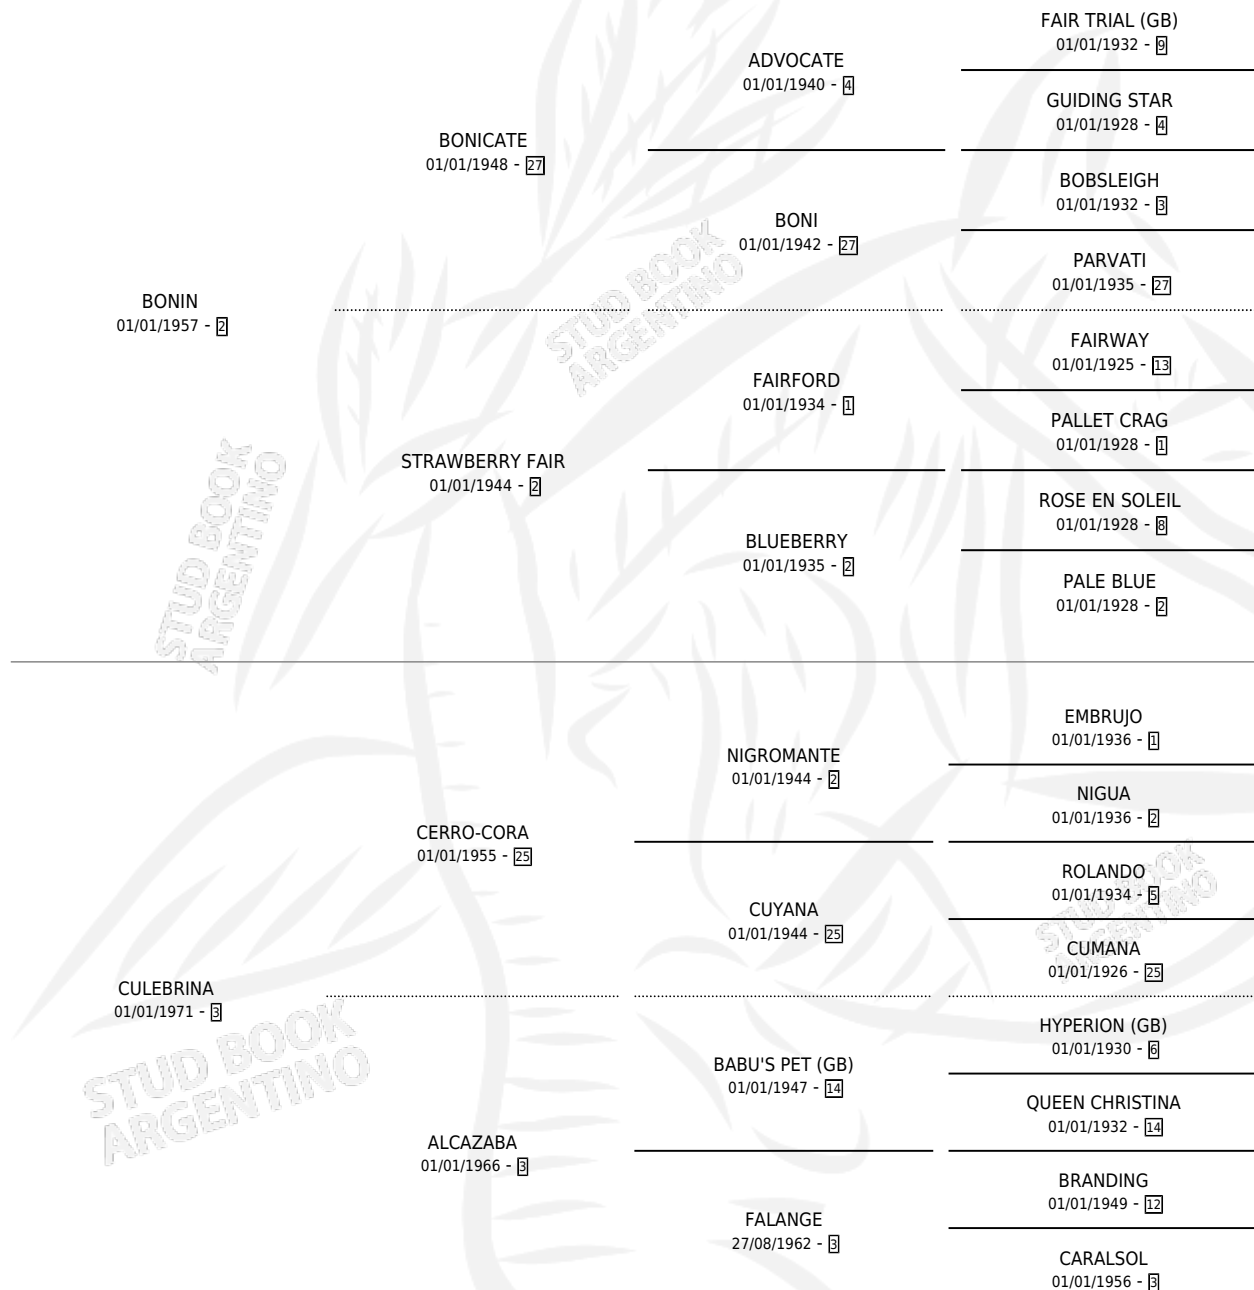 FAIR TRIAL (GB)
01/01/1932 - 9
ADVOCATE
01/01/1940 - 4
GUIDING STAR
01/01/1928 - 4
BONICATE
01/01/1948 - 27
BOBSLEIGH
01/01/1932 - 3
BONI
01/01/1942 - 27
PARVATI
01/01/1935 - 27
BONIN
01/01/1957 - 2
FAIRWAY
01/01/1925 - 13
FAIRFORD
01/01/1934 - 1
PALLET CRAG
01/01/1928 - 1
STRAWBERRY FAIR
01/01/1944 - 2
ROSE EN SOLEIL
01/01/1928 - 8
BLUEBERRY
01/01/1935 - 2
PALE BLUE
01/01/1928 - 2
STUD BOOK
ARGENTINO
STUD BOOK
ARGENTINO
EMBRUJO
01/01/1936 - 1
NIGROMANTE
01/01/1944 - 2
NIGUA
01/01/1936 - 2
CERRO-CORA
01/01/1955 - 25
ROLANDO
01/01/1934 - 5
CUYANA
01/01/1944 - 25
CUMANA
01/01/1926 - 25
STUD BOOK
ARGENTINO
CULEBRINA
01/01/1971 - 3
HYPERION (GB)
01/01/1930 - 6
BABU'S PET (GB)
01/01/1947 - 14
QUEEN CHRISTINA
01/01/1932 - 14
STUD BOOK
ARGENTINO
ALCAZABA
01/01/1966 - 3
BRANDING
01/01/1949 - 12
FALANGE
27/08/1962 - 3
CARALSOL
01/01/1956 - 3